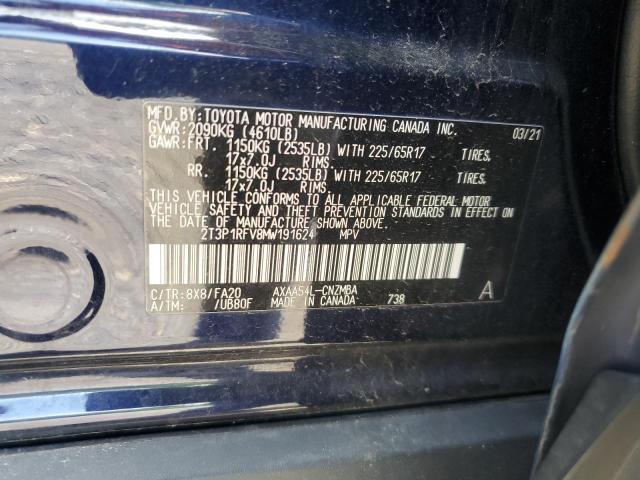 MFD.BY:TOYOTA MOTOR MANUFACTURING CANADA INC.
GVWR:2090KG (4610LB) 03/21
GAWR:FRT. 1150KG (2535LB) WITH 225/65R17 TIRES,
17x7.0J RIMS,
RR. 1150KG (2535LB) WITH 225/65R17 TIRES,
17x7.0J RIMS,
THIS VEHICLE CONFORMS TO ALL APPLICABLE FEDERAL MOTOR
VEHICLE SAFETY AND THEFT PREVENTION STANDARDS IN EFFECT ON
THE DATE OF MANUFACTURE SHOWN ABOVE.
2T3P1RFV8MW191624 MPV
C/TR:8X8/FA20 AXAA54L-CNZMBA A
A/TM: /UB80F MADE IN CANADA 738